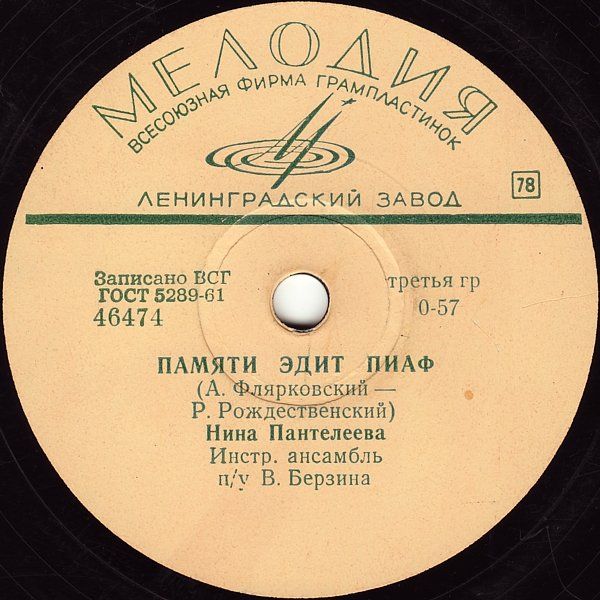 МЕЛОДИЯ
ВСЕСОЮЗНАЯ ФИРМА ГРАМПЛАСТИНОК
ЛЕНИНГРАДСКИЙ ЗАВОД
78
Записано ВСГ
ГОСТ 5289-61
46474
третья гр
0-57
ПАМЯТИ ЭДИТ ПИАФ
(А. Флярковский —
Р. Рождественский)
Нина Пантелеева
Инстр. ансамбль
п/у В. Берзина